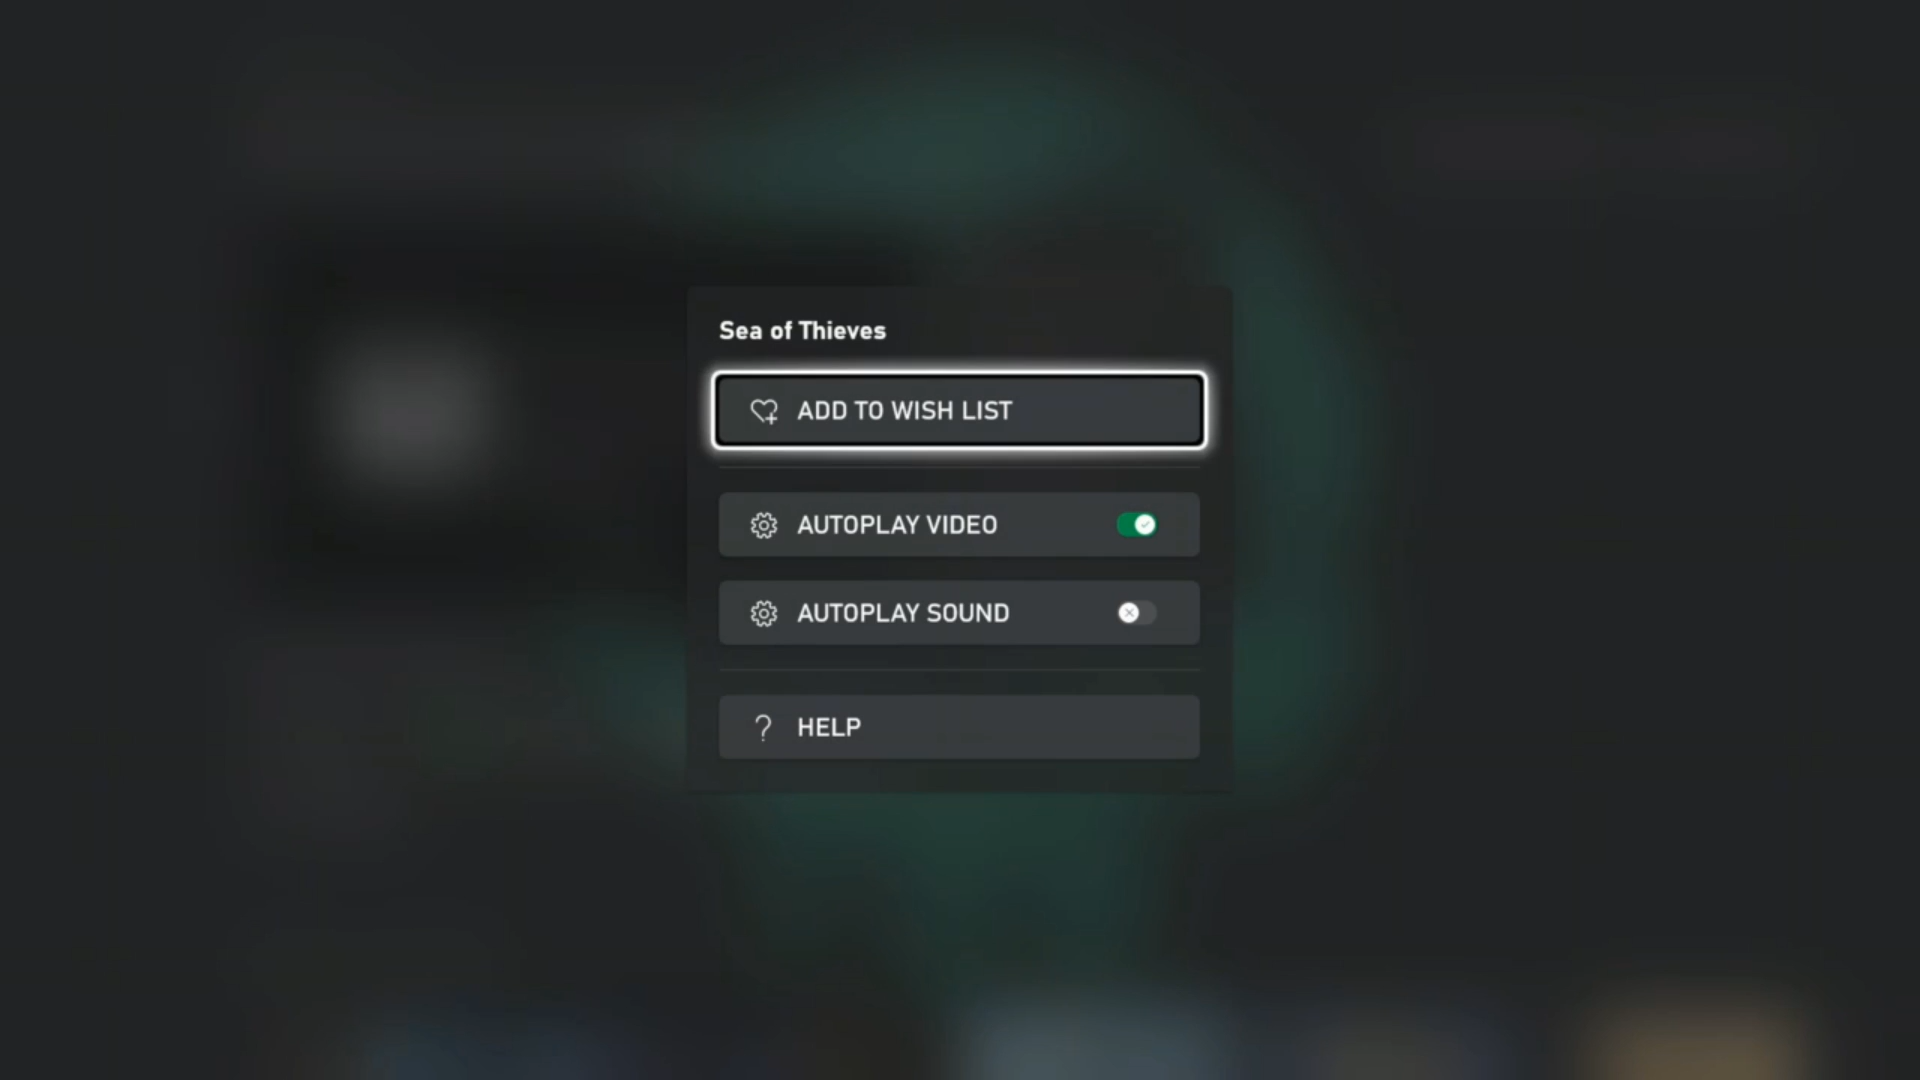 Sea of Thieves
ADD TO WISH LIST
AUTOPLAY VIDEO
AUTOPLAY SOUND
? HELP